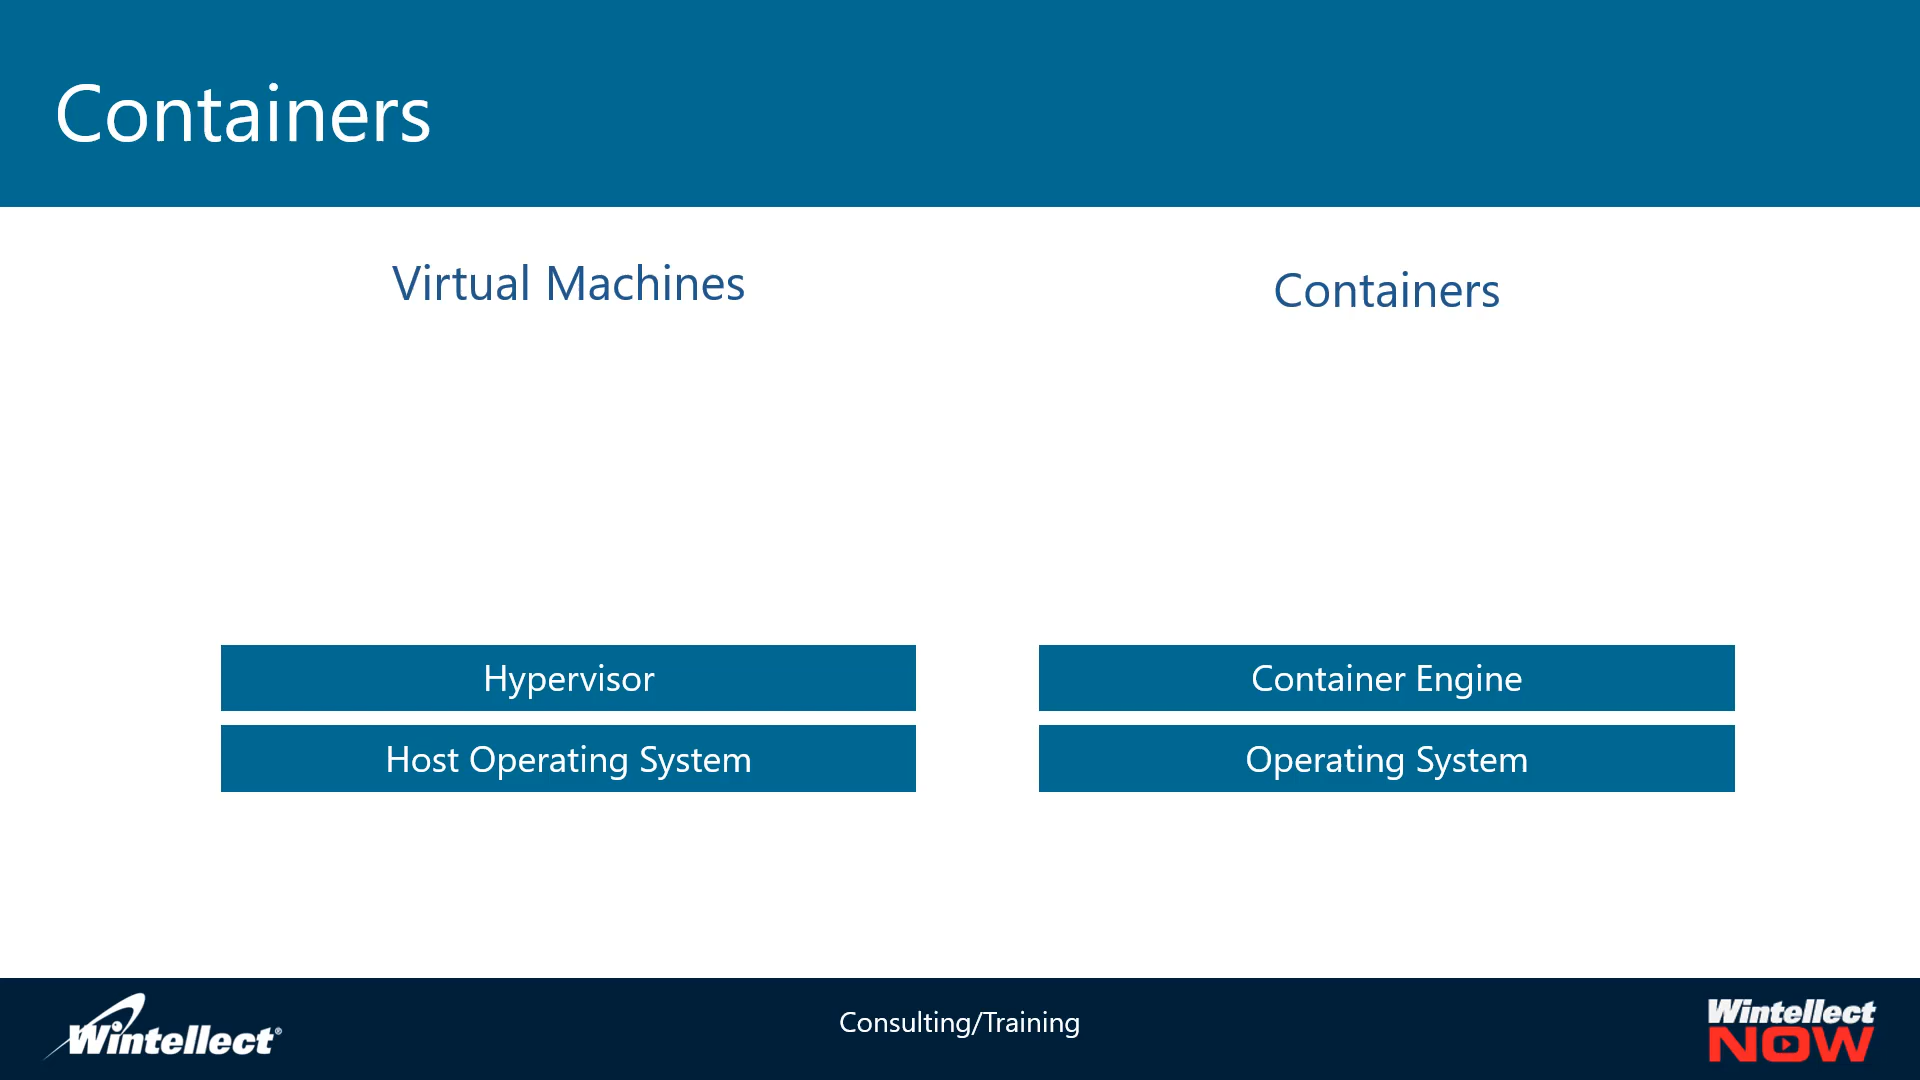 Containers
Virtual Machines
Containers
Hypervisor
Container Engine
Host Operating System
Operating System
Wintellect®
Consulting/Training
Wintellect
NOW